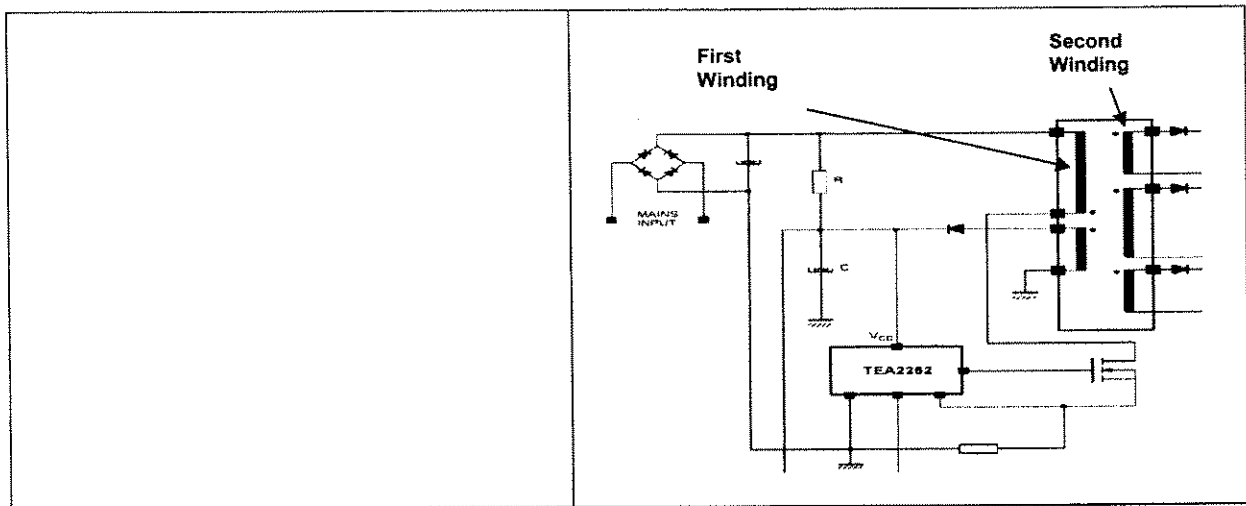 First
Winding
Second
Winding
R
MAINS
INPUT
C
VCC
TEA2262